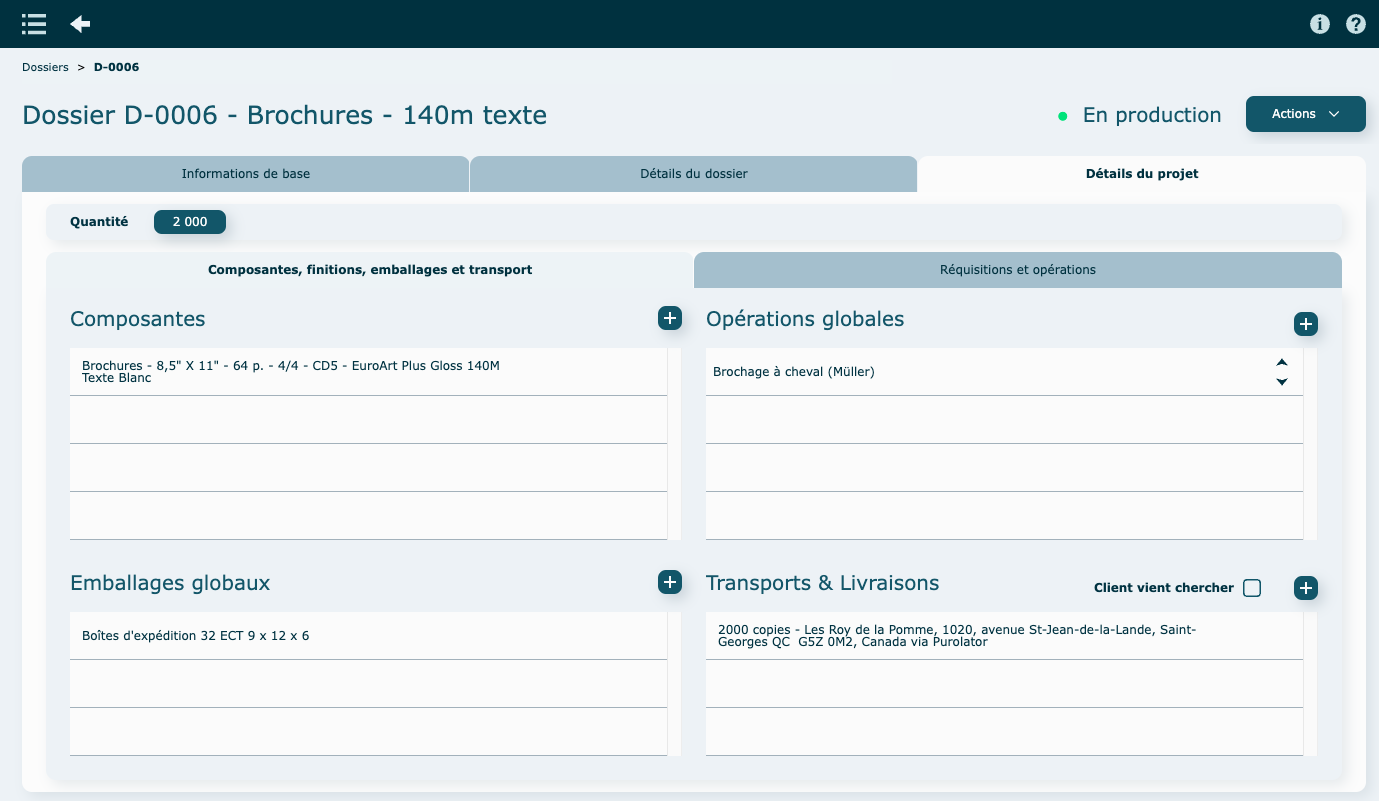 Dossiers > D-0006
Dossier D-0006 - Brochures - 140m texte
En production
Actions
Informations de base
Détails du dossier
Détails du projet
Quantité
2 000
Composantes, finitions, emballages et transport
Réquisitions et opérations
Composantes
Brochures - 8,5" X 11" - 64 p. - 4/4 - CD5 - EuroArt Plus Gloss 140M
Texte Blanc
Opérations globales
Brochage à cheval (Müller)
Emballages globaux
Boîtes d'expédition 32 ECT 9 x 12 x 6
Transports & Livraisons
Client vient chercher
2000 copies - Les Roy de la Pomme, 1020, avenue St-Jean-de-la-Lande, Saint-
Georges QC  G5Z 0M2, Canada via Purolator